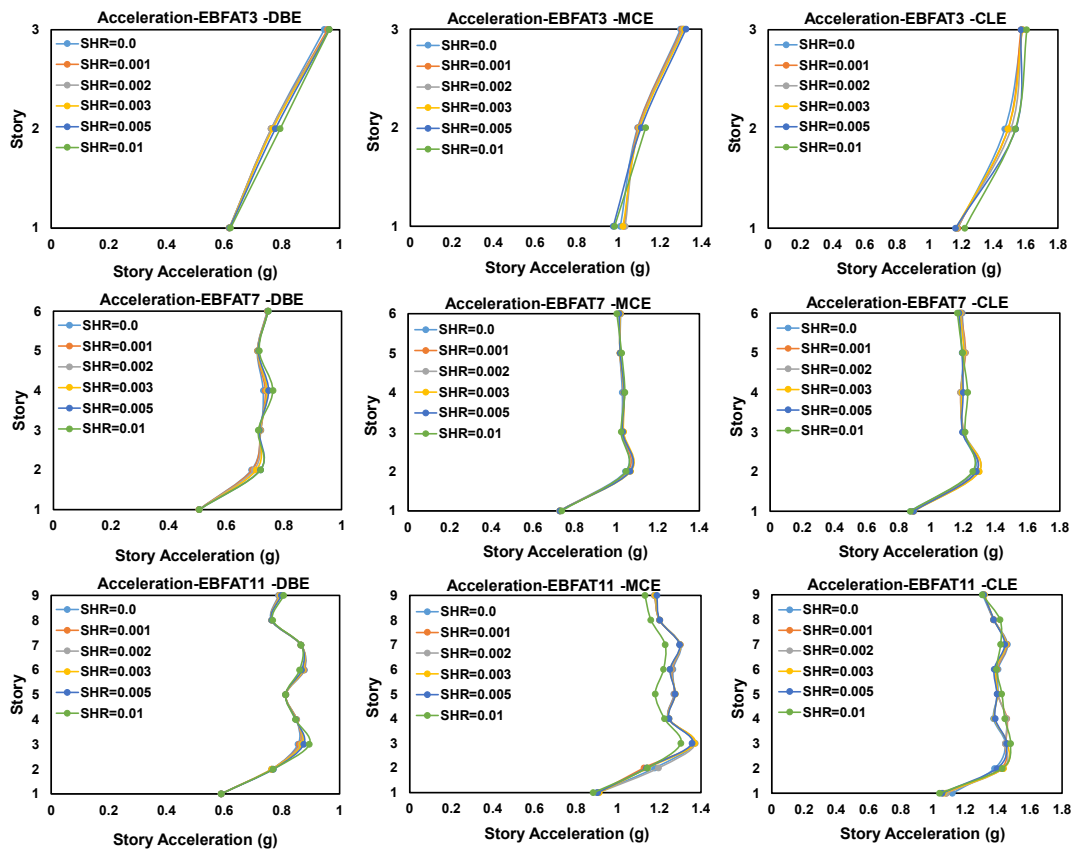 Acceleration-EBFAT3 -DBE
3
SHR=0.0
SHR=0.001
SHR=0.002
SHR=0.003
SHR=0.005
SHR=0.01
2
1
Story
0 0.2 0.4 0.6 0.8 1
Story Acceleration (g)
Acceleration-EBFAT3 -MCE
3
SHR=0.0
SHR=0.001
SHR=0.002
SHR=0.003
SHR=0.005
SHR=0.01
2
1
Story
0 0.2 0.4 0.6 0.8 1 1.2 1.4
Story Acceleration (g)
Acceleration-EBFAT3 -CLE
3
SHR=0.0
SHR=0.001
SHR=0.002
SHR=0.003
SHR=0.005
SHR=0.01
2
1
Story
0 0.2 0.4 0.6 0.8 1 1.2 1.4 1.6 1.8
Story Acceleration (g)
Acceleration-EBFAT7 -DBE
6
SHR=0.0
SHR=0.001
5
SHR=0.002
SHR=0.003
4
SHR=0.005
SHR=0.01
3
2
1
Story
0 0.2 0.4 0.6 0.8 1
Story Acceleration (g)
Acceleration-EBFAT7 -MCE
6
SHR=0.0
SHR=0.001
5
SHR=0.002
SHR=0.003
4
SHR=0.005
SHR=0.01
3
2
1
Story
0 0.2 0.4 0.6 0.8 1 1.2 1.4
Story Acceleration (g)
Acceleration-EBFAT7 -CLE
6
SHR=0.0
SHR=0.001
5
SHR=0.002
SHR=0.003
4
SHR=0.005
SHR=0.01
3
2
1
Story
0 0.2 0.4 0.6 0.8 1 1.2 1.4 1.6 1.8
Story Acceleration (g)
Acceleration-EBFAT11 -DBE
9
SHR=0.0
8
SHR=0.001
SHR=0.002
7
SHR=0.003
6
SHR=0.005
SHR=0.01
5
4
3
2
1
Story
0 0.2 0.4 0.6 0.8 1
Story Acceleration (g)
Acceleration-EBFAT11 -MCE
9
SHR=0.0
8
SHR=0.001
SHR=0.002
7
SHR=0.003
6
SHR=0.005
SHR=0.01
5
4
3
2
1
Story
0 0.2 0.4 0.6 0.8 1 1.2 1.4
Story Acceleration (g)
Acceleration-EBFAT11 -CLE
9
SHR=0.0
8
SHR=0.001
SHR=0.002
7
SHR=0.003
6
SHR=0.005
SHR=0.01
5
4
3
2
1
Story
0 0.2 0.4 0.6 0.8 1 1.2 1.4 1.6 1.8
Story Acceleration (g)